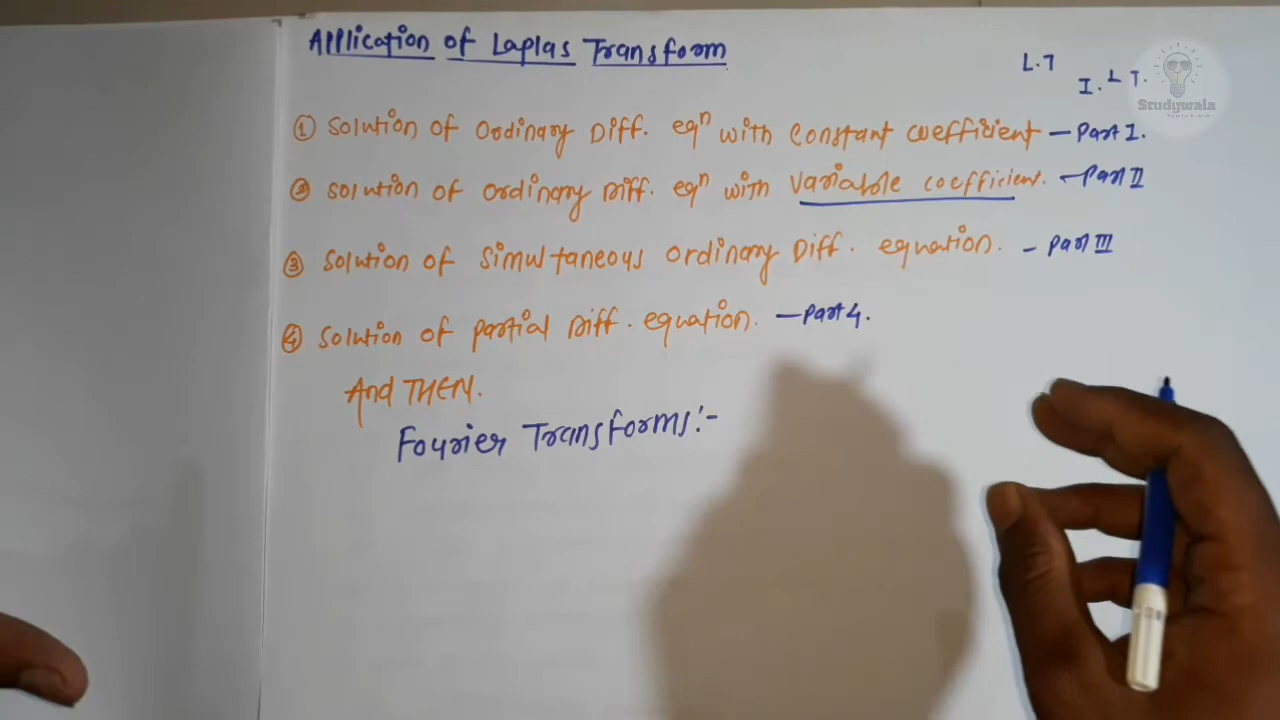 Application of Laplas Transform
L.T
I.L T.
Studywala
① Solution of Ordinary Diff. eqⁿ with Constant coefficient — Part I.
② Solution of Ordinary Diff. eqⁿ with Variable coefficient. — Part II
③ Solution of Simultaneous Ordinary Diff. equation. - Part III
④ Solution of partial Diff. equation. — Part 4.
And THEN.
Fourier Transforms:-